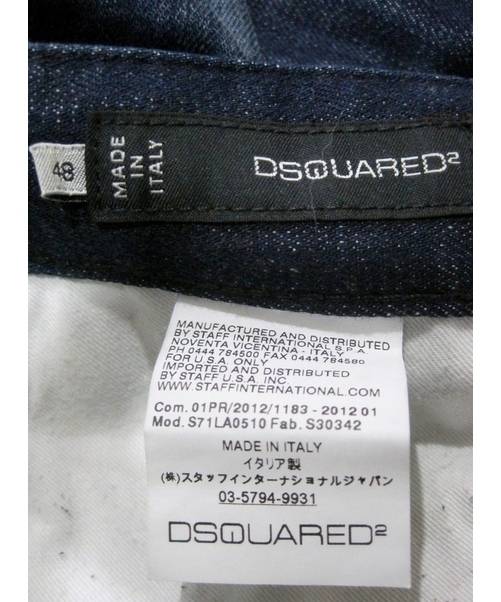 48
MADE
IN
ITALY
DSQUARED²
MANUFACTURED AND DISTRIBUTED
BY STAFF INTERNATIONAL S.P.A.
NOVENTA VICENTINA - ITALY
PH 0444 784500 FAX 0444 784580
FOR U.S.A. ONLY
IMPORTED AND DISTRIBUTED
BY STAFF U.S.A. INC.
WWW.STAFFINTERNATIONAL.COM
Com. 01PR/2012/1183 - 2012 01
Mod. S71LA0510 Fab. S30342
MADE IN ITALY
イタリア製
(株)スタッフインターナショナルジャパン
03-5794-9931
DSQUARED²